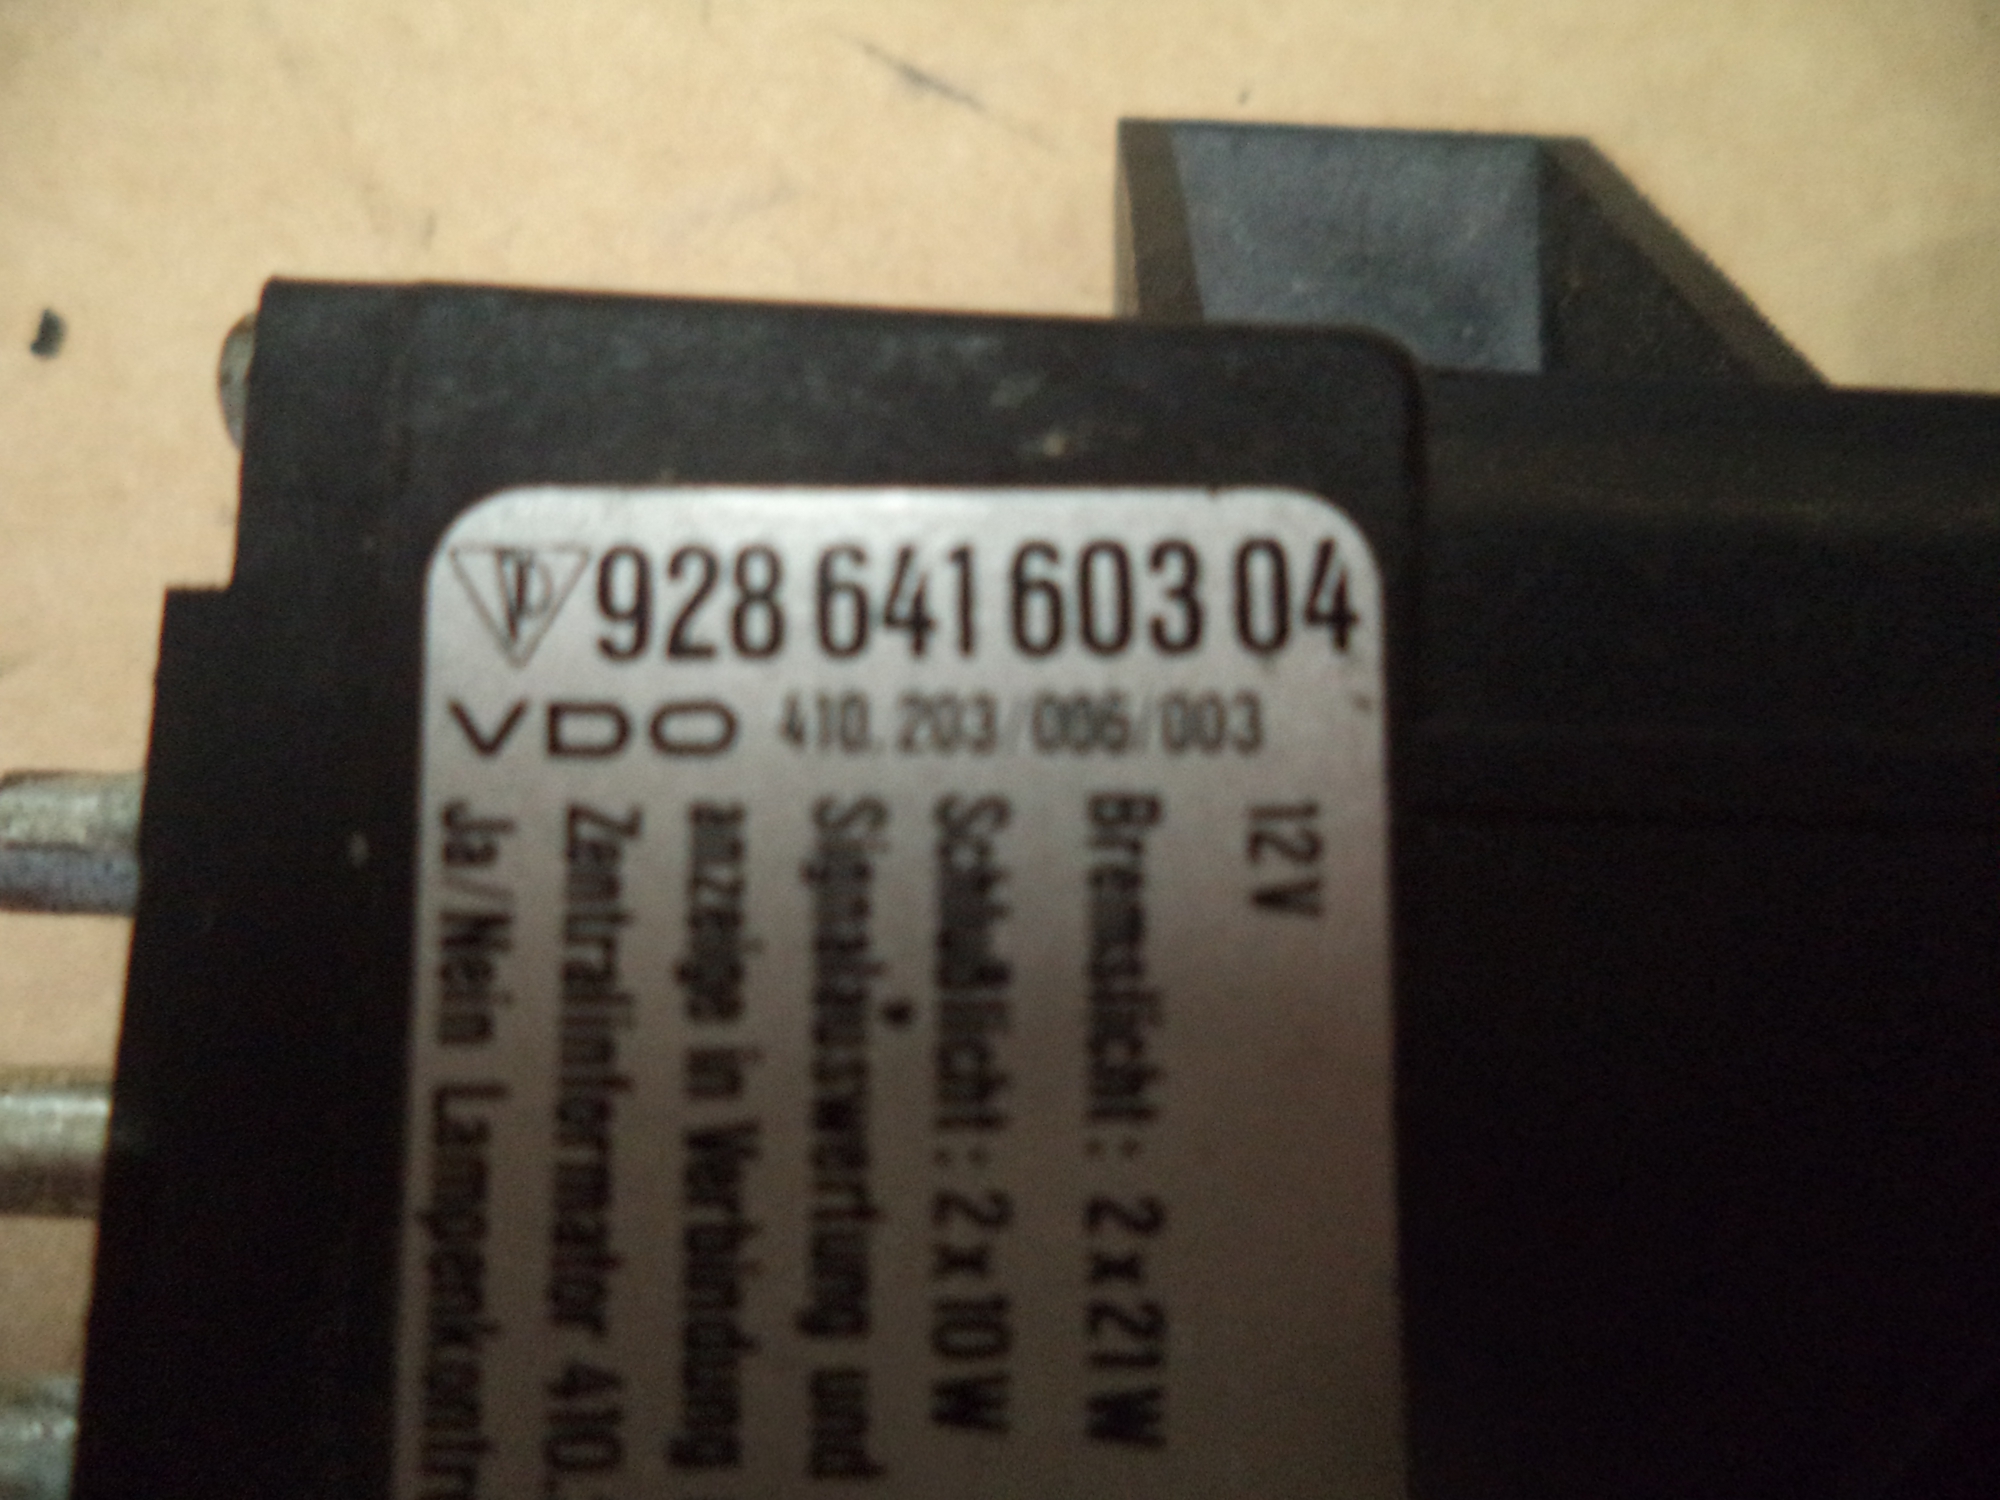 928 641 603 04
VDO 410.203/006/003
12V
Bremslicht: 2x21W
Schlußlicht: 2x10W
Signalauswertung und
anzeige in Verbindung
Zentralinformator 410.
Ja/Nein Lampenkontr